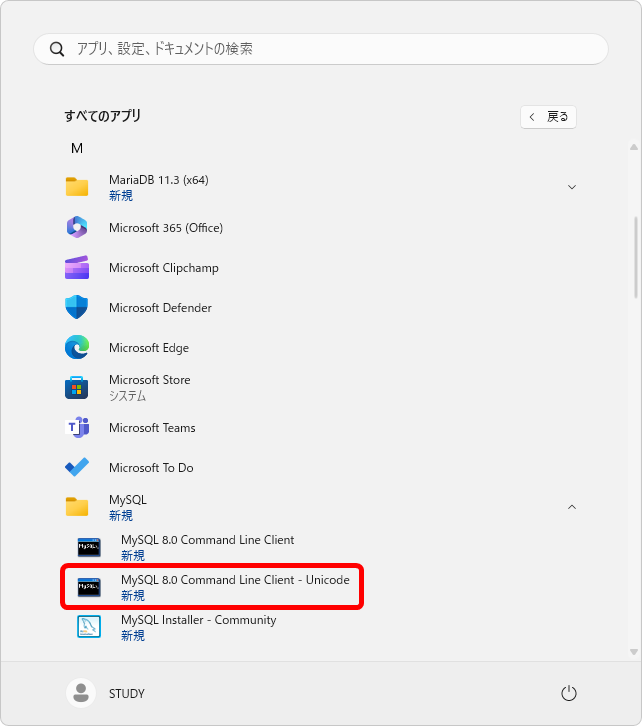 アプリ、設定、ドキュメントの検索
すべてのアプリ
戻る
M
MariaDB 11.3 (x64)
新規
Microsoft 365 (Office)
Microsoft Clipchamp
Microsoft Defender
Microsoft Edge
Microsoft Store
システム
Microsoft Teams
Microsoft To Do
MySQL
新規
MySQL 8.0 Command Line Client
新規
MySQL 8.0 Command Line Client - Unicode
新規
MySQL Installer - Community
新規
STUDY